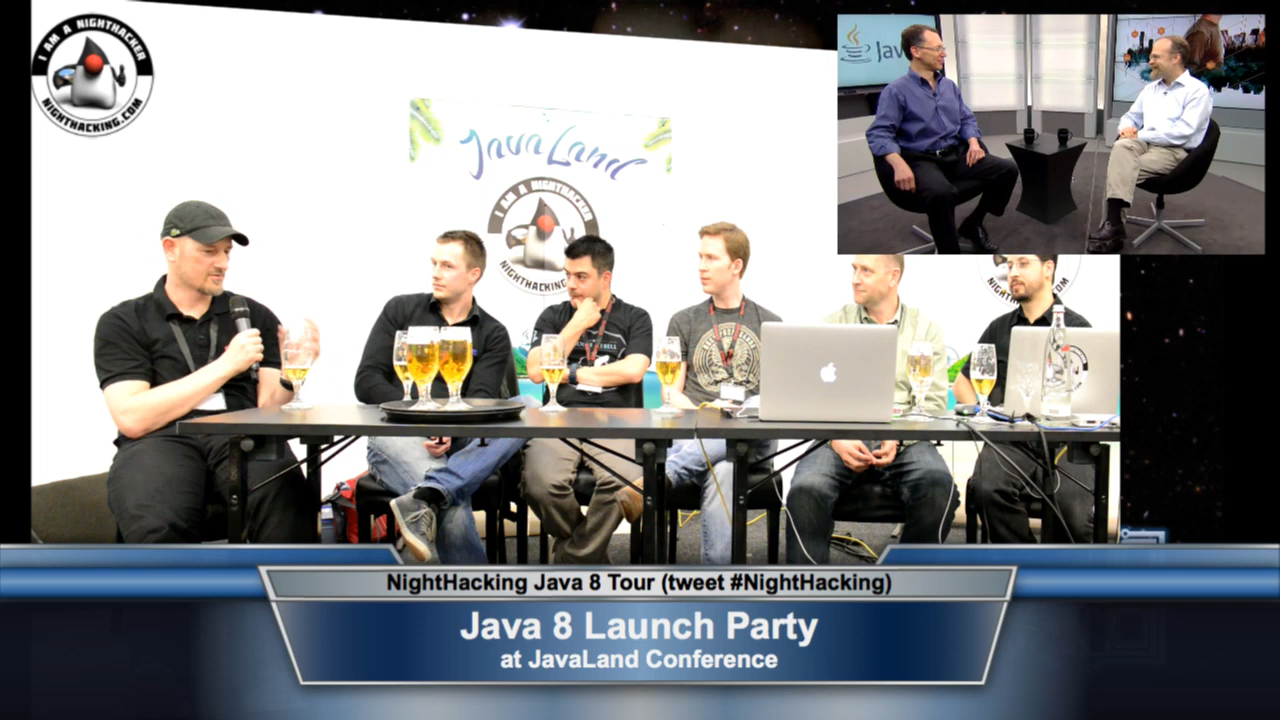 I AM A NIGHTHACKER
NIGHTHACKING.COM
Java
JavaLand
I AM A NIGHTHACKER
NIGHTHACKING.COM
NightHacking Java 8 Tour (tweet #NightHacking)
Java 8 Launch Party
at JavaLand Conference